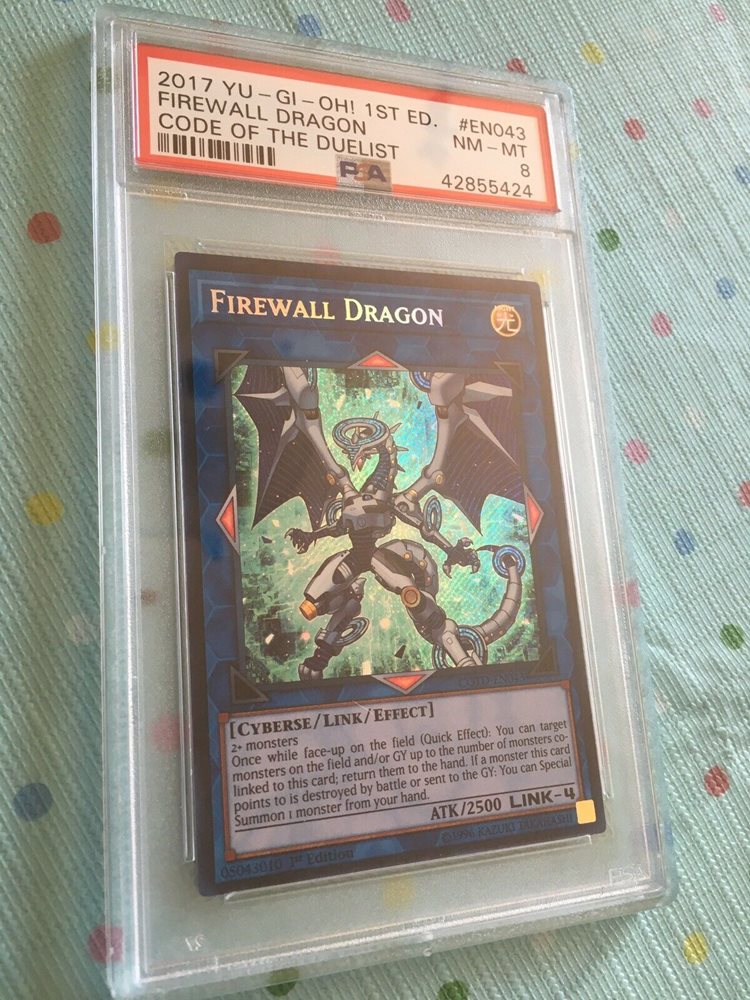 2017 YU-GI-OH! 1ST ED. #EN043
FIREWALL DRAGON NM-MT
CODE OF THE DUELIST 8
PSA 42855424
FIREWALL DRAGON
光
COTD-EN043
[CYBERSE/LINK/EFFECT]
2+ monsters
Once while face-up on the field (Quick Effect): You can target
monsters on the field and/or GY up to the number of monsters co-
linked to this card; return them to the hand. If a monster this card
points to is destroyed by battle or sent to the GY: You can Special
Summon 1 monster from your hand.
ATK/2500 LINK-4
05043010 1st Edition ©1996 KAZUKI TAKAHASHI
PSA